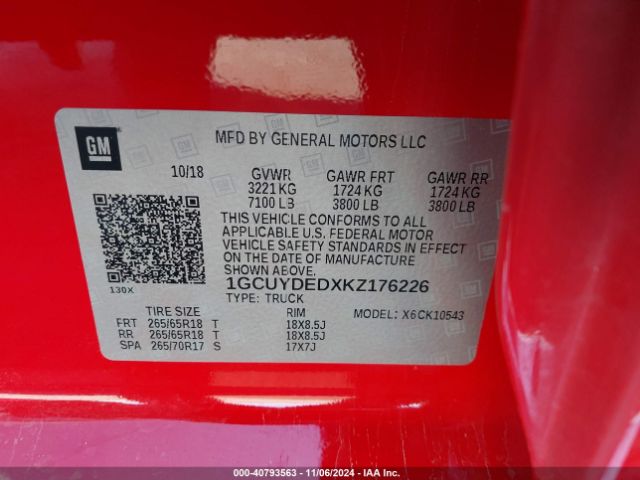 GM
MFD BY GENERAL MOTORS LLC
10/18 GVWR GAWR FRT GAWR RR
3221 KG 1724 KG 1724 KG
7100 LB 3800 LB 3800 LB
THIS VEHICLE CONFORMS TO ALL
APPLICABLE U.S. FEDERAL MOTOR
VEHICLE SAFETY STANDARDS IN EFFECT
ON THE DATE OF MANUFACTURE
SHOWN ABOVE.
130X
1GCUYDEDXKZ176226
TYPE: TRUCK MODEL: X6CK10543
TIRE SIZE RIM
FRT 265/65R18 T 18X8.5J
RR 265/65R18 T 18X8.5J
SPA 265/70R17 S 17X7J
000-40793563 - 11/06/2024 - IAA Inc.